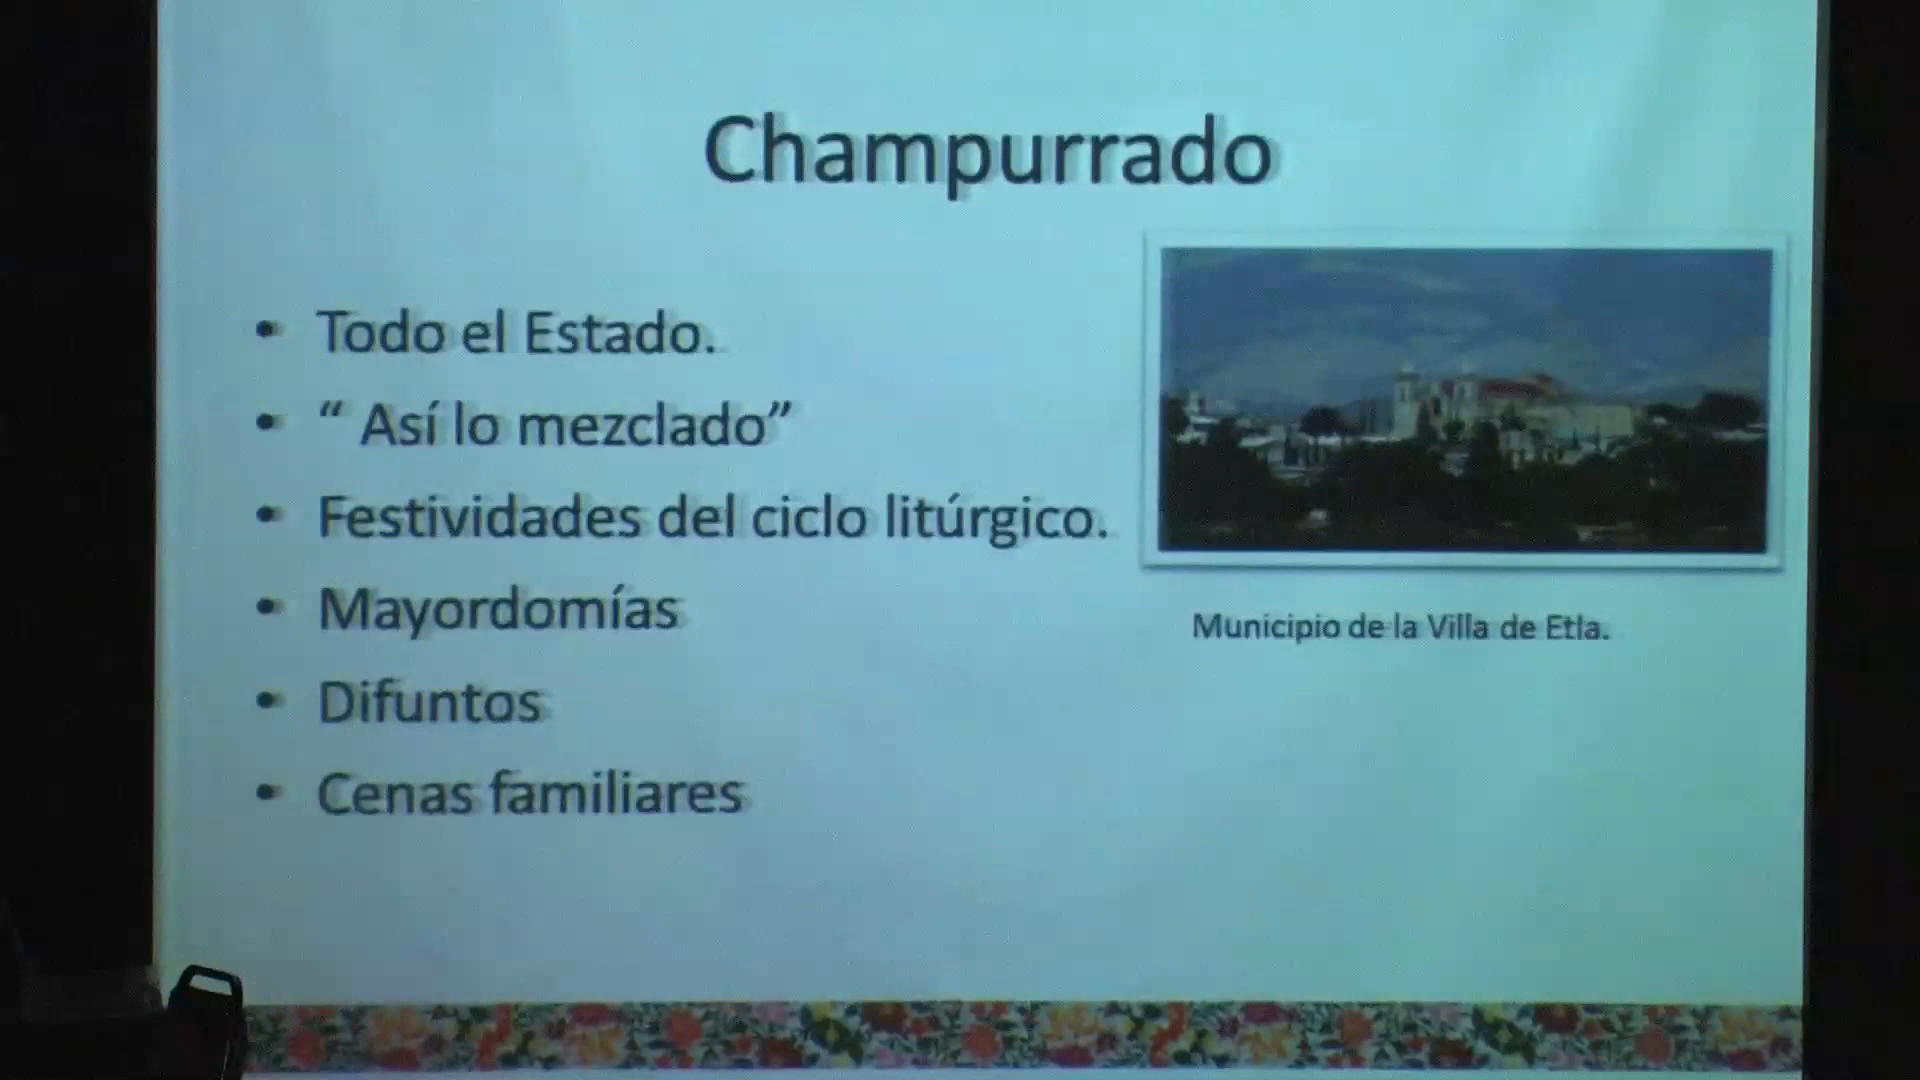 Champurrado
• Todo el Estado.
• “ Así lo mezclado”
• Festividades del ciclo litúrgico.
• Mayordomías
• Difuntos
• Cenas familiares
Municipio de la Villa de Etla.